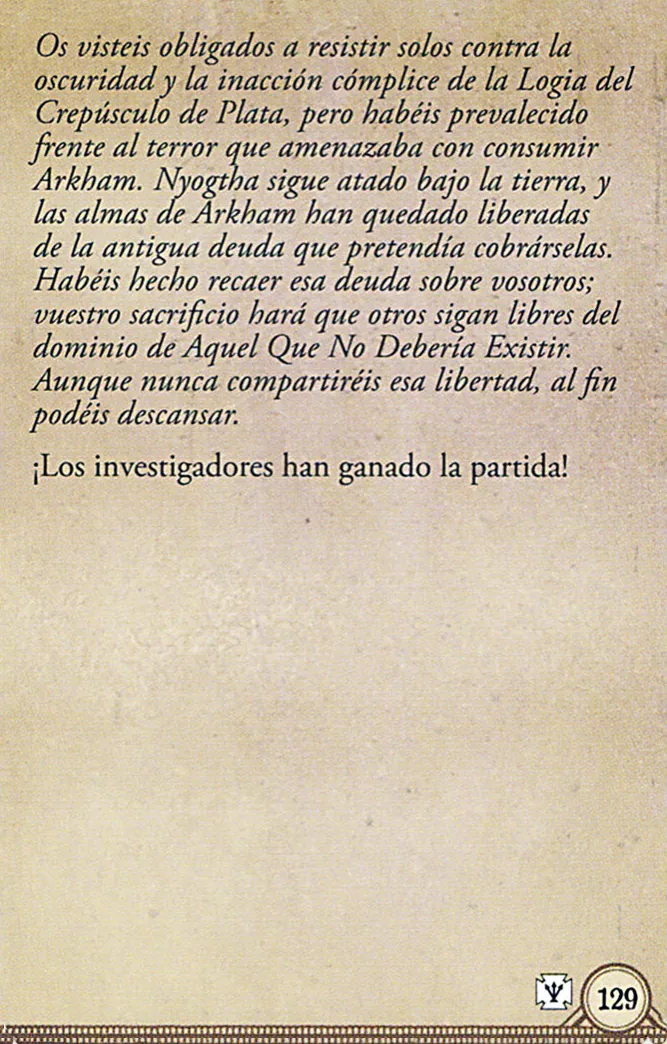 Os visteis obligados a resistir solos contra la
oscuridad y la inacción cómplice de la Logia del
Crepúsculo de Plata, pero habéis prevalecido
frente al terror que amenazaba con consumir
Arkham. Nyogtha sigue atado bajo la tierra, y
las almas de Arkham han quedado liberadas
de la antigua deuda que pretendía cobrárselas.
Habéis hecho recaer esa deuda sobre vosotros;
vuestro sacrificio hará que otros sigan libres del
dominio de Aquel Que No Debería Existir.
Aunque nunca compartiréis esa libertad, al fin
podéis descansar.
¡Los investigadores han ganado la partida!
129